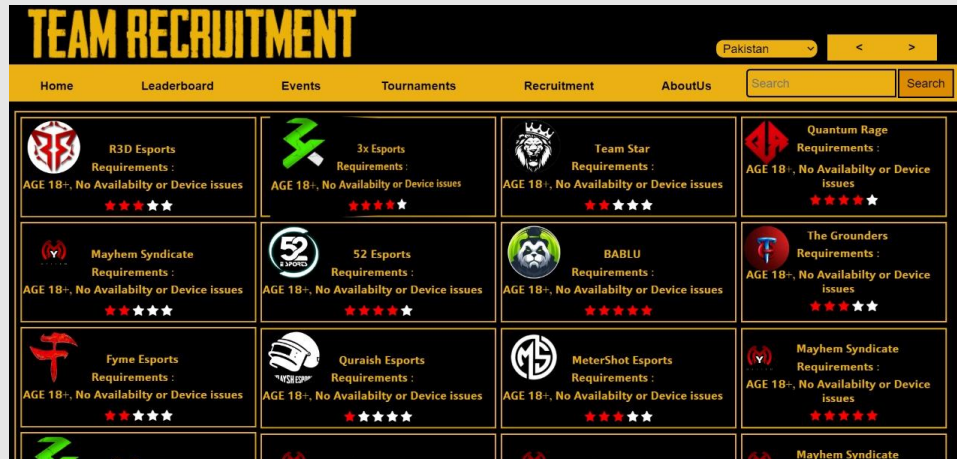 TEAM RECRUITMENT
Pakistan
< >
Home Leaderboard Events Tournaments Recruitment AboutUs Search Search
R3D Esports
Requirements :
AGE 18+, No Availabilty or Device issues
3x Esports
Requirements :
AGE 18+, No Availabilty or Device issues
Team Star
Requirements :
AGE 18+, No Availabilty or Device issues
Quantum Rage
Requirements :
AGE 18+, No Availabilty or Device
issues
Mayhem Syndicate
Requirements :
AGE 18+, No Availabilty or Device issues
52
ESPORTS
52 Esports
Requirements :
AGE 18+, No Availabilty or Device issues
BABLU
Requirements :
AGE 18+, No Availabilty or Device issues
The Grounders
Requirements :
AGE 18+, No Availabilty or Device
issues
Fyme Esports
Requirements :
AGE 18+, No Availabilty or Device issues
Quraish Esports
Requirements :
AGE 18+, No Availabilty or Device issues
MS
MeterShot Esports
Requirements :
AGE 18+, No Availabilty or Device issues
Mayhem Syndicate
Requirements :
AGE 18+, No Availabilty or Device
issues
Mayhem Syndicate